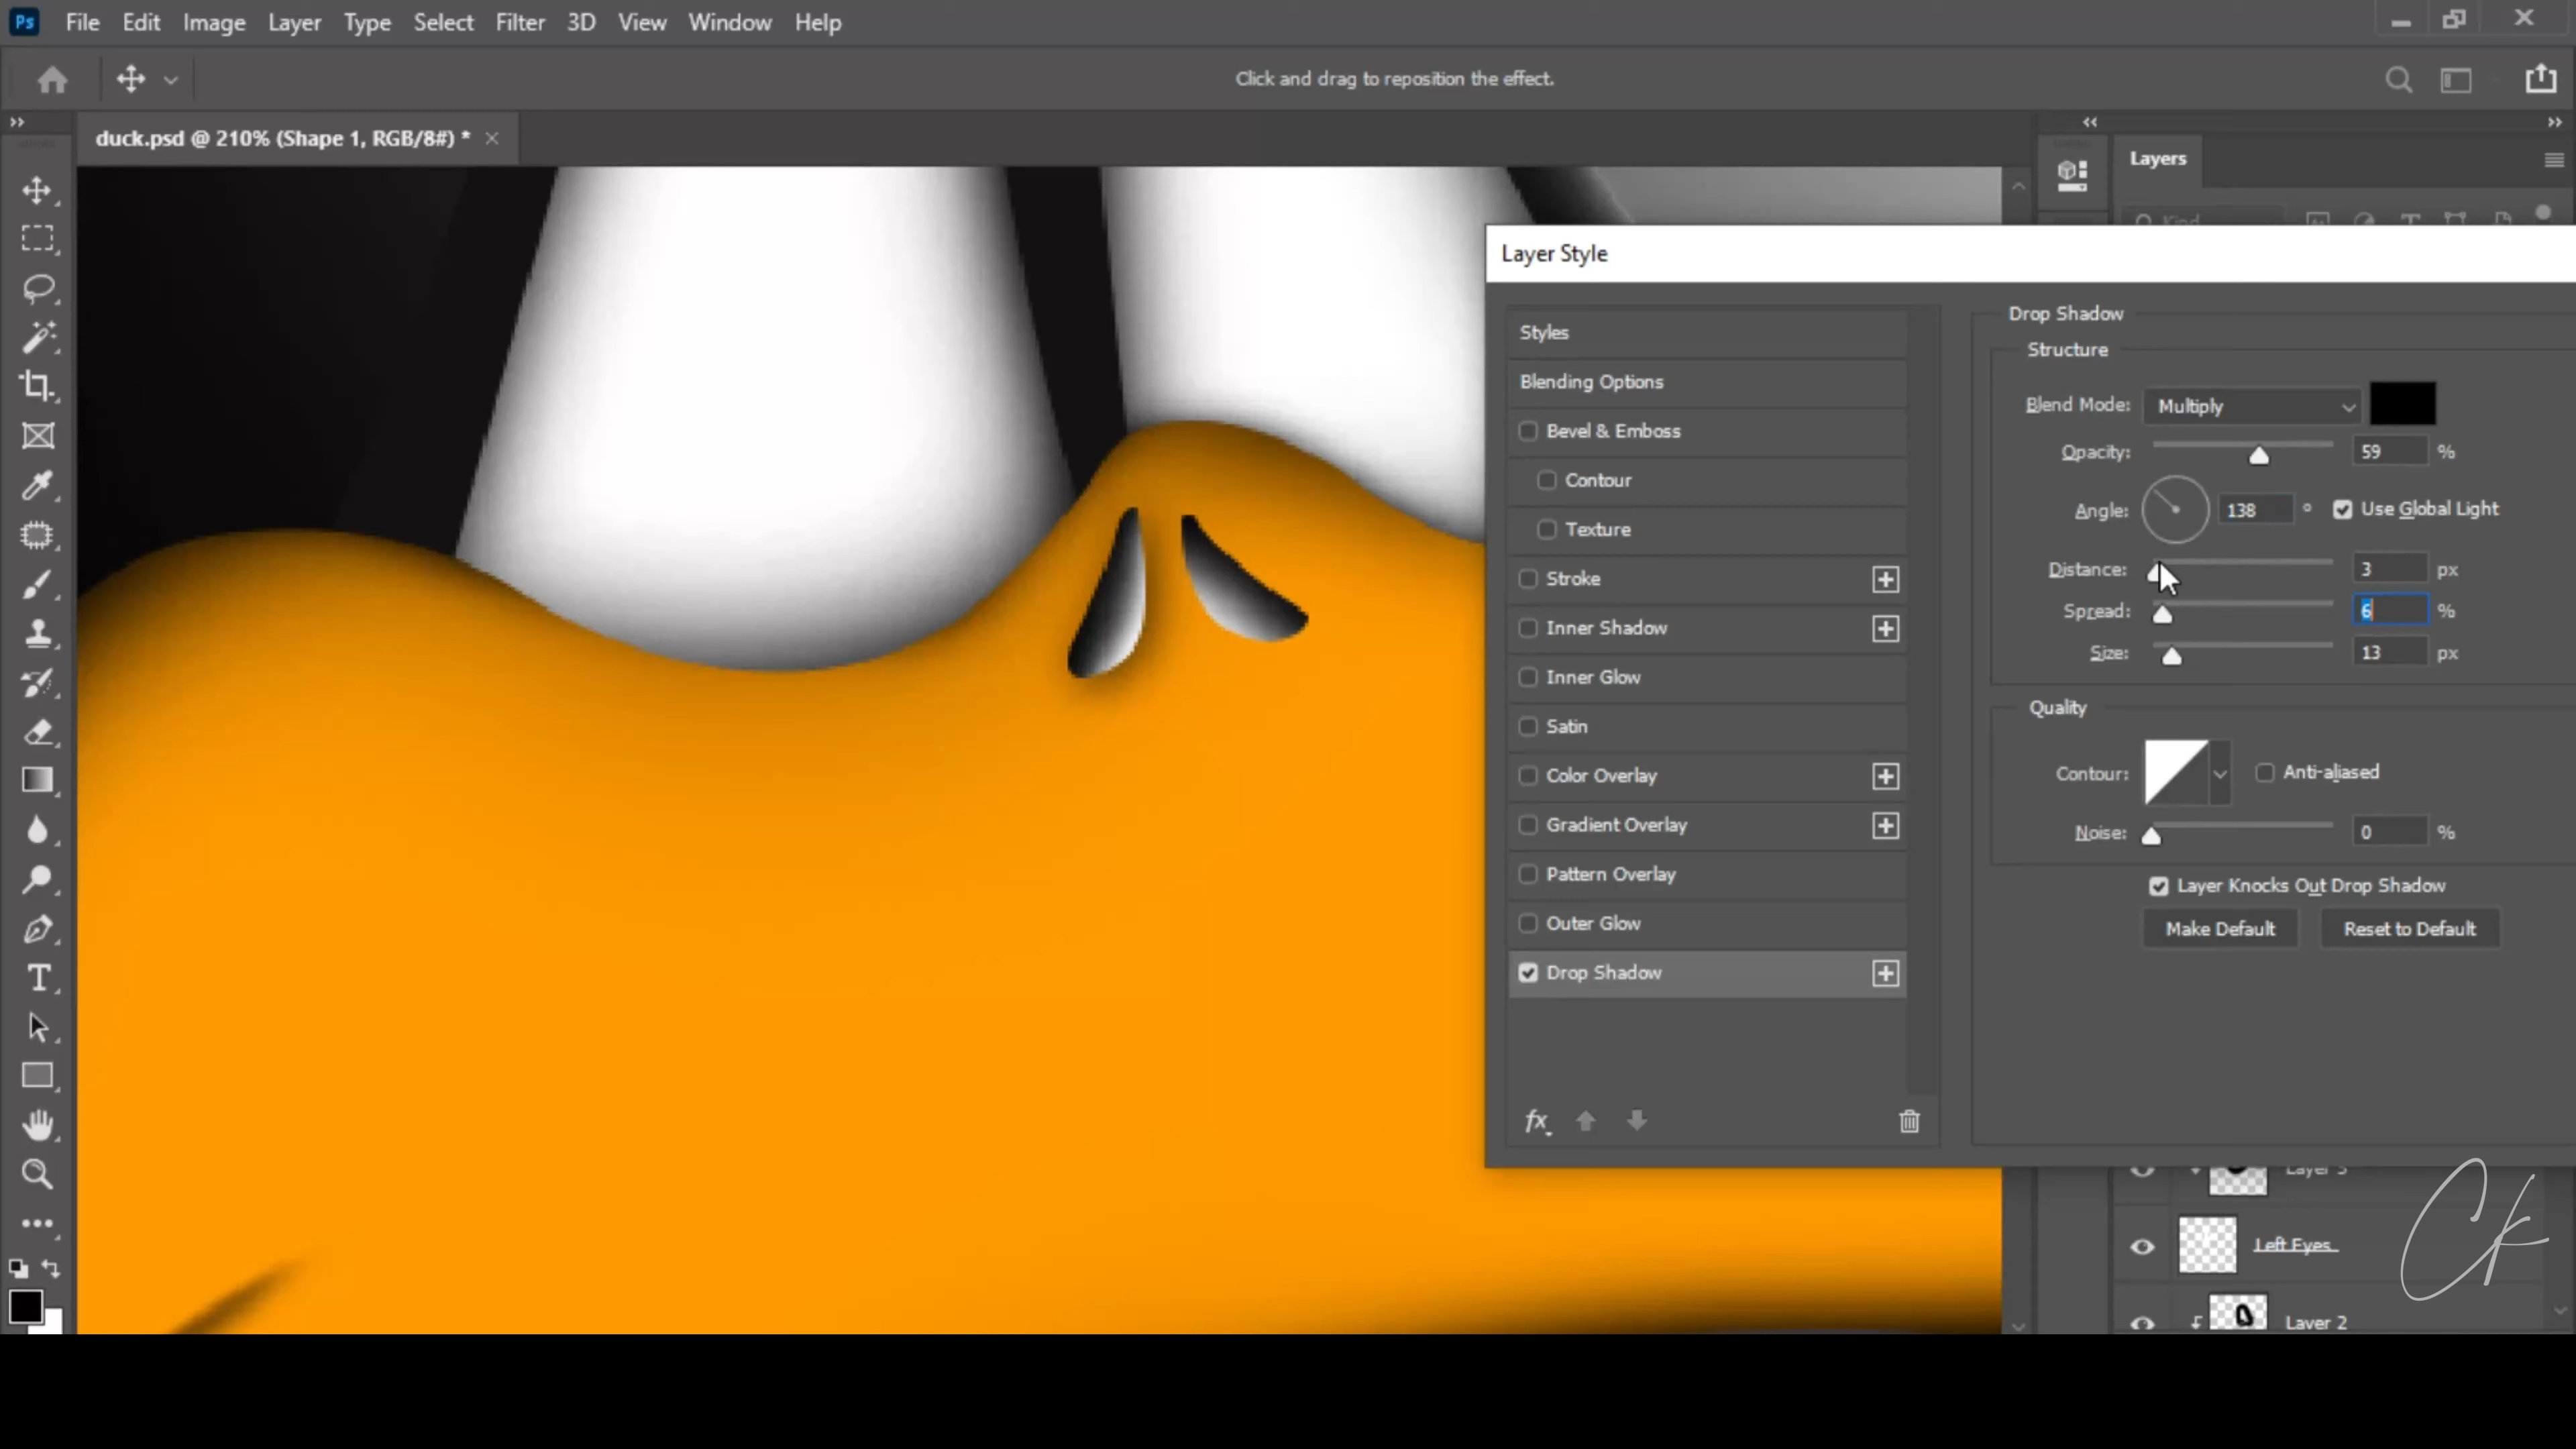 Ps File Edit Image Layer Type Select Filter 3D View Window Help
Click and drag to reposition the effect.
duck.psd @ 210% (Shape 1, RGB/8#) *
Layers
Kind
Layer Style
Styles
Blending Options
Bevel & Emboss
Contour
Texture
Stroke
Inner Shadow
Inner Glow
Satin
Color Overlay
Gradient Overlay
Pattern Overlay
Outer Glow
Drop Shadow
fx
Drop Shadow
Structure
Blend Mode: Multiply
Opacity: 59 %
Angle: 138 ° Use Global Light
Distance: 3 px
Spread: 6 %
Size: 13 px
Quality
Contour: Anti-aliased
Noise: 0 %
Layer Knocks Out Drop Shadow
Make Default Reset to Default
Left Eyes
Layer 2
Ck